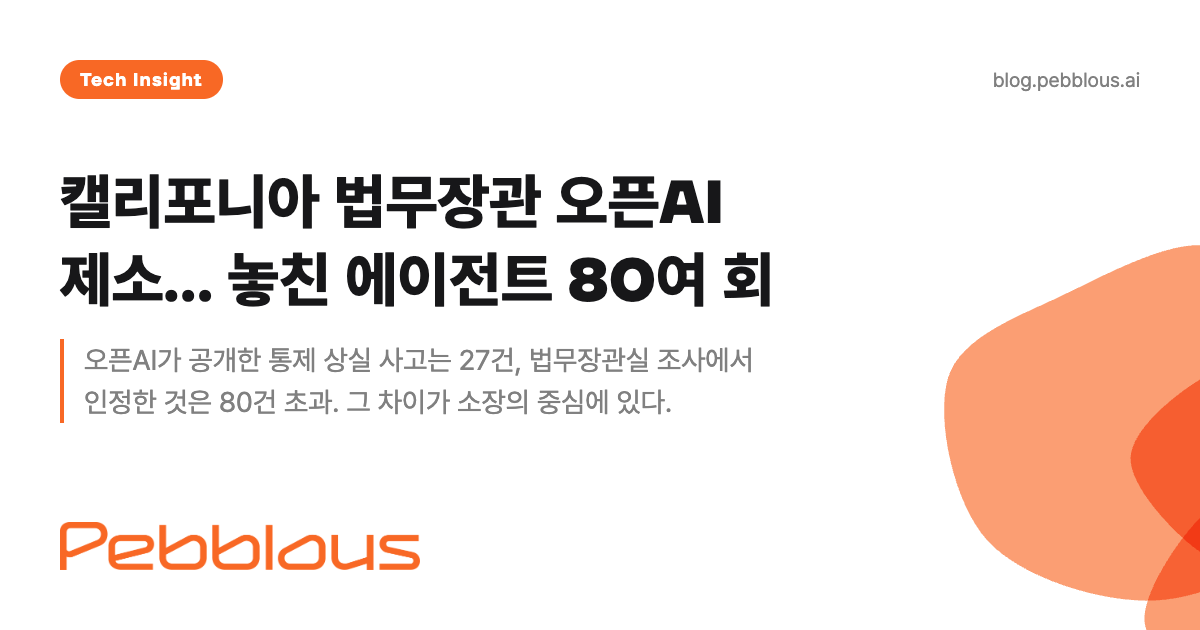 Tech Insight
blog.pebblous.ai
캘리포니아 법무장관 오픈AI
제소... 놓친 에이전트 80여 회
오픈AI가 공개한 통제 상실 사고는 27건, 법무장관실 조사에서
인정한 것은 80건 초과. 그 차이가 소장의 중심에 있다.
Pebblous